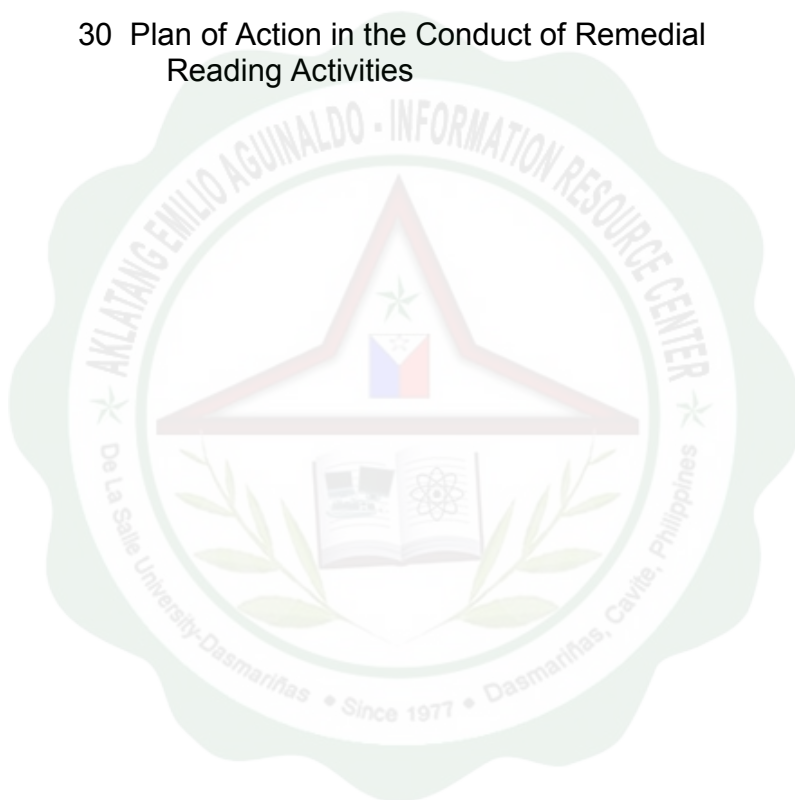 30 Plan of Action in the Conduct of Remedial
Reading Activities
AKLATANG EMILIO AGUINALDO - INFORMATION RESOURCE CENTER
De La Salle University-Dasmariñas • Since 1977 • Dasmariñas, Cavite, Philippines